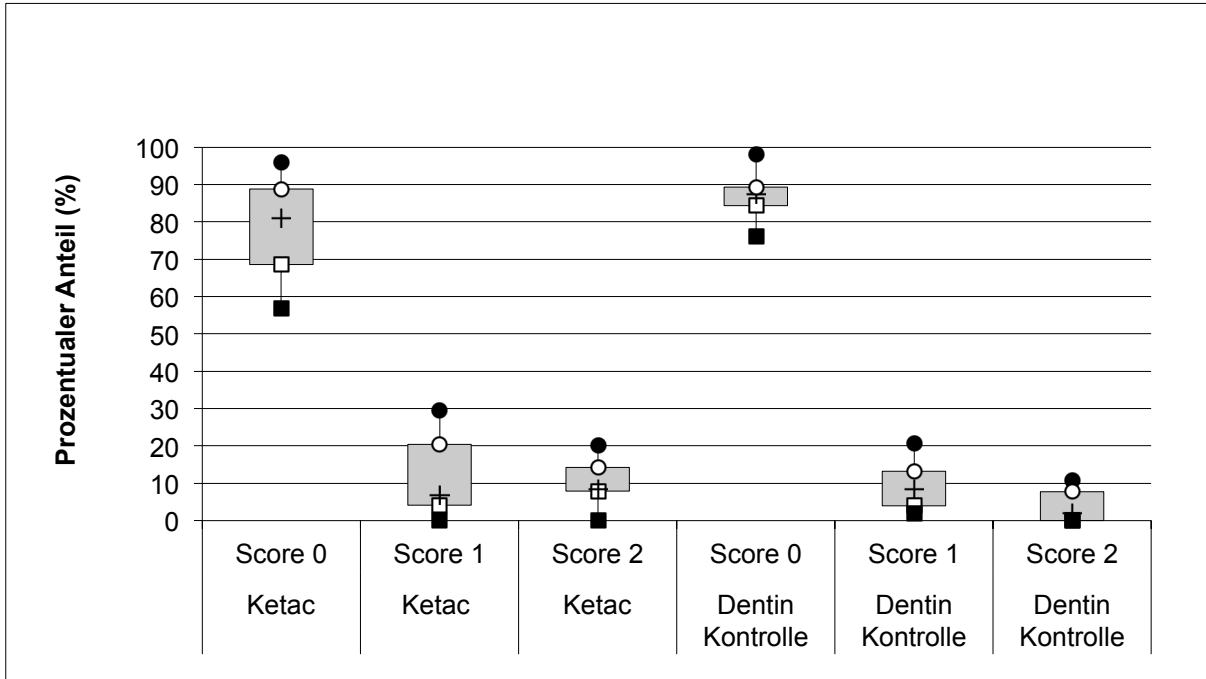 Prozentualer Anteil (%)
100
90
80
70
60
50
40
30
20
10
0
Score 0 Score 1 Score 2 Score 0 Score 1 Score 2
Ketac Ketac Ketac Dentin Dentin Dentin
Kontrolle Kontrolle Kontrolle